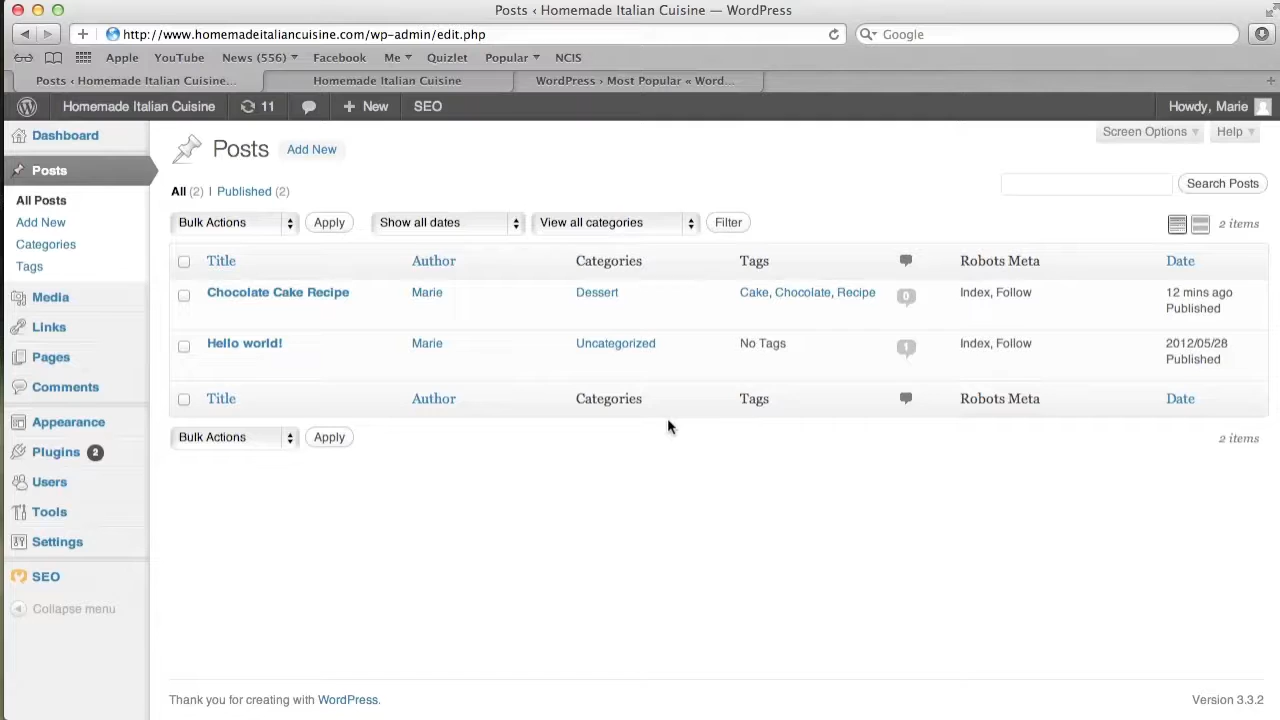 Posts ‹ Homemade Italian Cuisine — WordPress
http://www.homemadeitaliancuisine.com/wp-admin/edit.php
Google
Apple YouTube News (556) Facebook Me Quizlet Popular NCIS
Posts ‹ Homemade Italian Cuisine... Homemade Italian Cuisine WordPress › Most Popular « Word...
Homemade Italian Cuisine 11 New SEO Howdy, Marie
Screen Options Help
Dashboard
Posts
All Posts
Add New
Categories
Tags
Media
Links
Pages
Comments
Appearance
Plugins 2
Users
Tools
Settings
SEO
Collapse menu
Posts Add New
All (2) | Published (2)
Search Posts
Bulk Actions Apply Show all dates View all categories Filter 2 items
Title Author Categories Tags Robots Meta Date
Chocolate Cake Recipe Marie Dessert Cake, Chocolate, Recipe 0 Index, Follow 12 mins ago
Published
Hello world! Marie Uncategorized No Tags 1 Index, Follow 2012/05/28
Published
Title Author Categories Tags Robots Meta Date
Bulk Actions Apply 2 items
Thank you for creating with WordPress. Version 3.3.2